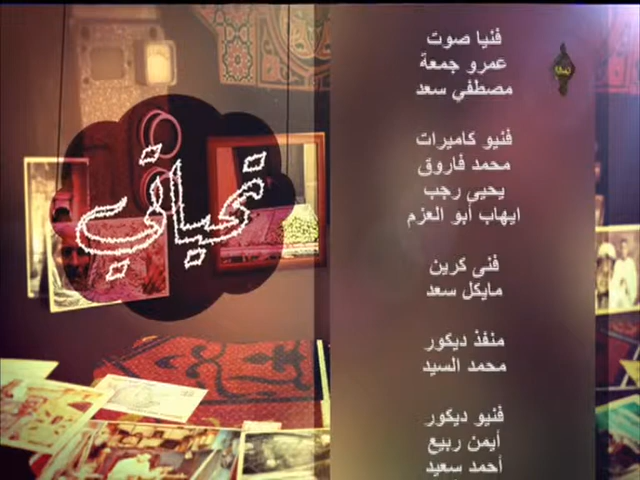 تحياتي
فنيا صوت
عمرو جمعة
مصطفي سعد
فنيو كاميرات
محمد فاروق
يحيى رجب
ايهاب أبو العزم
فنى كرين
مايكل سعد
منفذ ديكور
محمد السيد
فنيو ديكور
أيمن ربيع
أحمد سعيد